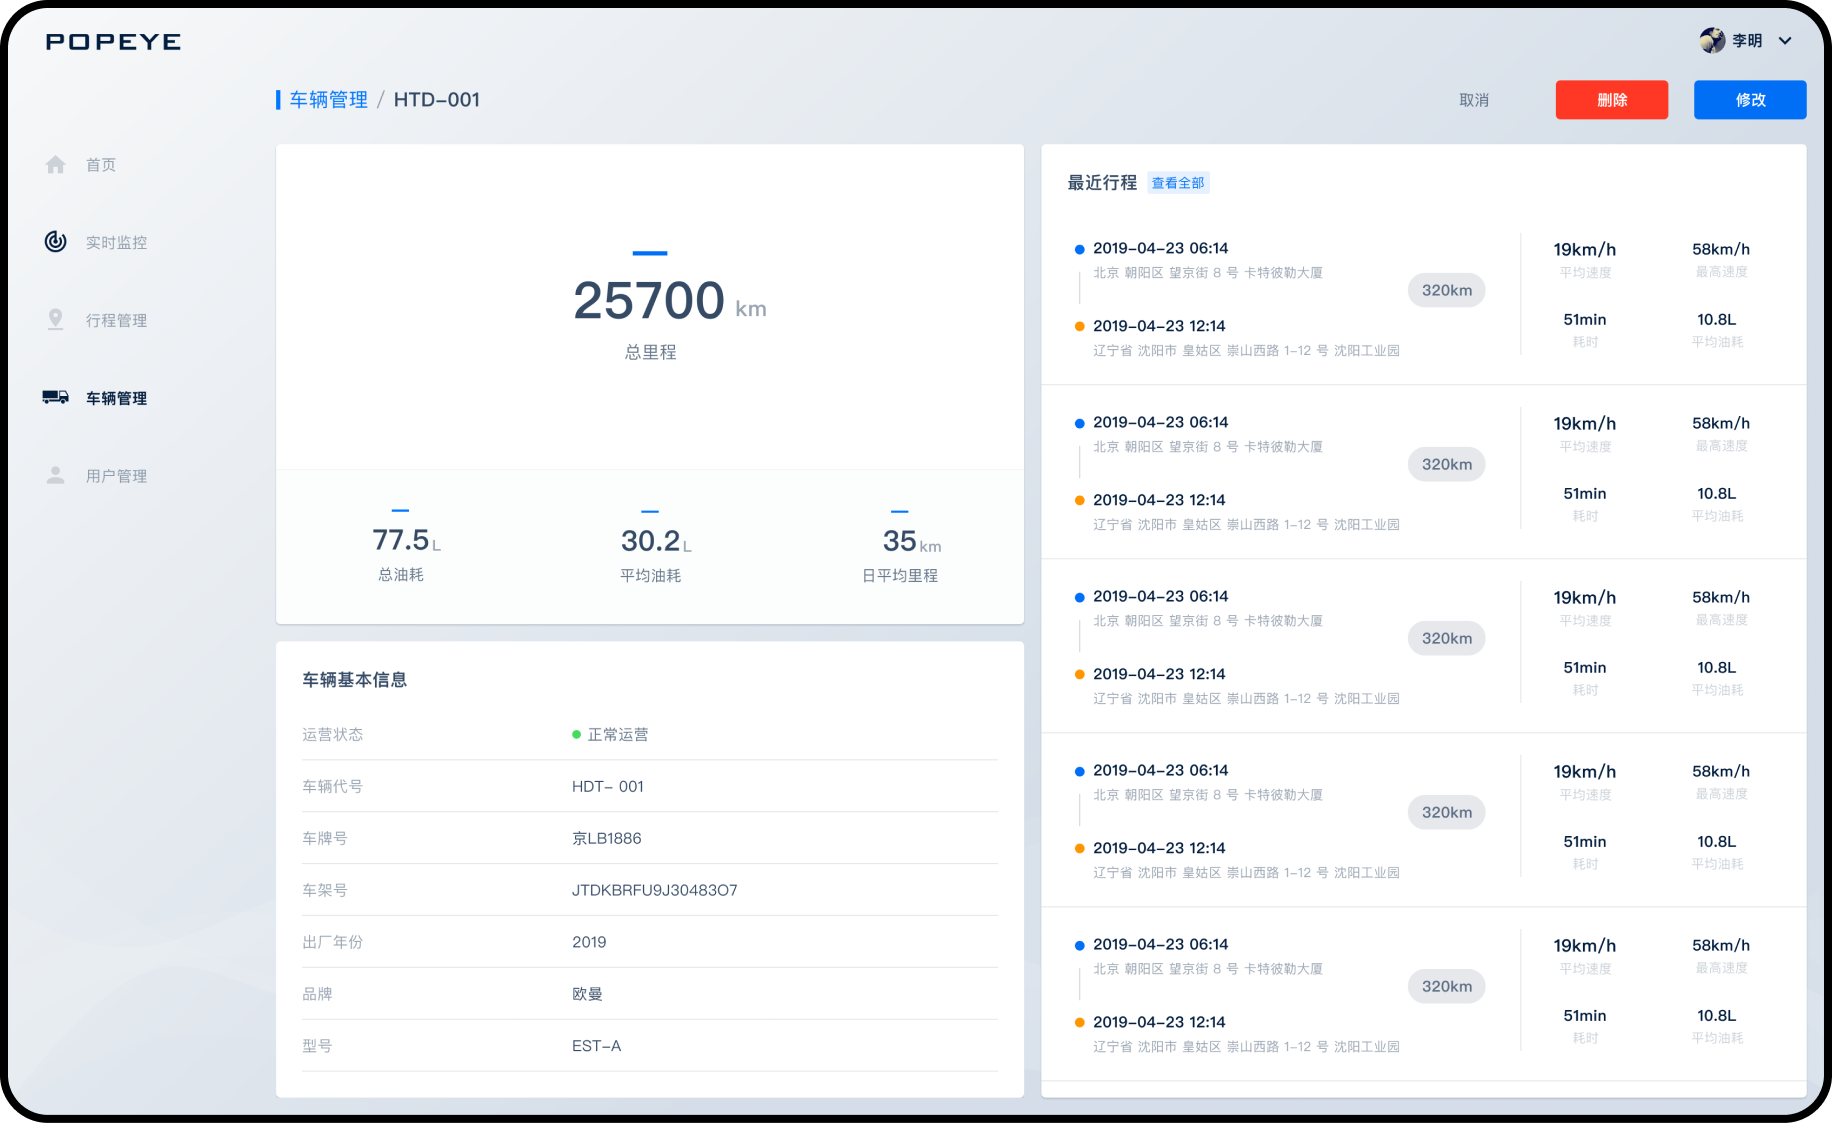 POPEYE
李明
车辆管理 / HTD-001
取消
删除
修改
首页
实时监控
行程管理
车辆管理
用户管理
25700 km
总里程
77.5 L
总油耗
30.2 L
平均油耗
35 km
日平均里程
车辆基本信息
运营状态 正常运营
车辆代号 HDT- 001
车牌号 京LB1886
车架号 JTDKBRFU9J30483O7
出厂年份 2019
品牌 欧曼
型号 EST-A
最近行程 查看全部
2019-04-23 06:14
北京 朝阳区 望京街 8 号 卡特彼勒大厦
2019-04-23 12:14
辽宁省 沈阳市 皇姑区 崇山西路 1-12 号 沈阳工业园
320km
19km/h 58km/h
平均速度 最高速度
51min 10.8L
耗时 平均油耗
2019-04-23 06:14
北京 朝阳区 望京街 8 号 卡特彼勒大厦
2019-04-23 12:14
辽宁省 沈阳市 皇姑区 崇山西路 1-12 号 沈阳工业园
320km
19km/h 58km/h
平均速度 最高速度
51min 10.8L
耗时 平均油耗
2019-04-23 06:14
北京 朝阳区 望京街 8 号 卡特彼勒大厦
2019-04-23 12:14
辽宁省 沈阳市 皇姑区 崇山西路 1-12 号 沈阳工业园
320km
19km/h 58km/h
平均速度 最高速度
51min 10.8L
耗时 平均油耗
2019-04-23 06:14
北京 朝阳区 望京街 8 号 卡特彼勒大厦
2019-04-23 12:14
辽宁省 沈阳市 皇姑区 崇山西路 1-12 号 沈阳工业园
320km
19km/h 58km/h
平均速度 最高速度
51min 10.8L
耗时 平均油耗
2019-04-23 06:14
北京 朝阳区 望京街 8 号 卡特彼勒大厦
2019-04-23 12:14
辽宁省 沈阳市 皇姑区 崇山西路 1-12 号 沈阳工业园
320km
19km/h 58km/h
平均速度 最高速度
51min 10.8L
耗时 平均油耗